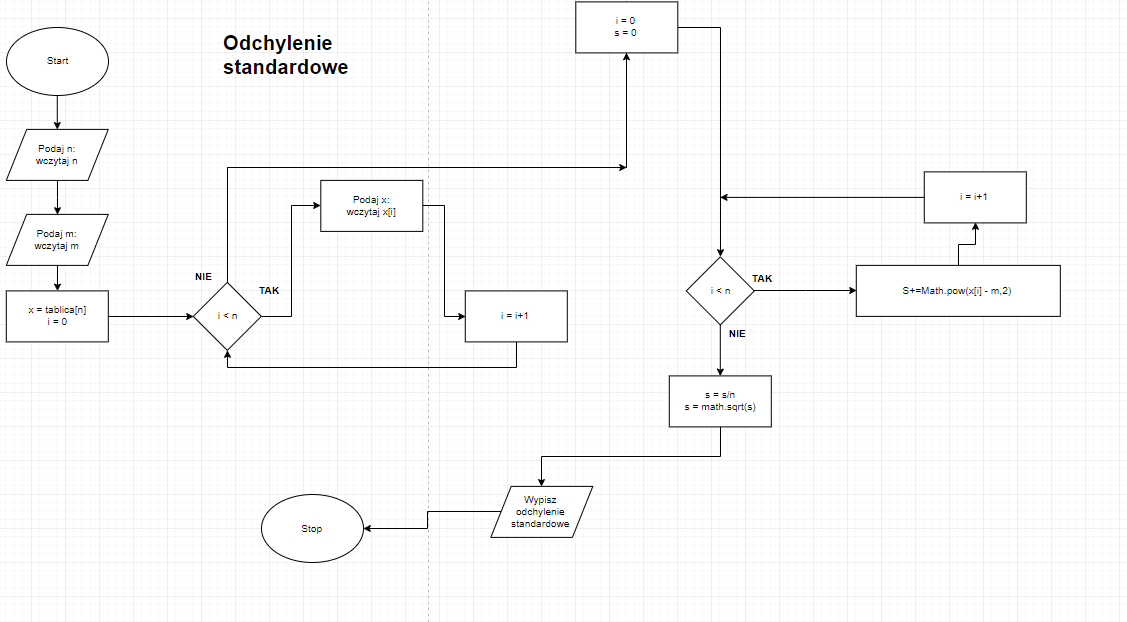 Odchylenie
standardowe
Start
Podaj n:
wczytaj n
Podaj m:
wczytaj m
x = tablica[n]
i = 0
i < n
NIE
TAK
Podaj x:
wczytaj x[i]
i = i+1
i = 0
s = 0
i < n
TAK
S+=Math.pow(x[i] - m,2)
i = i+1
NIE
s = s/n
s = math.sqrt(s)
Wypisz
odchylenie
standardowe
Stop